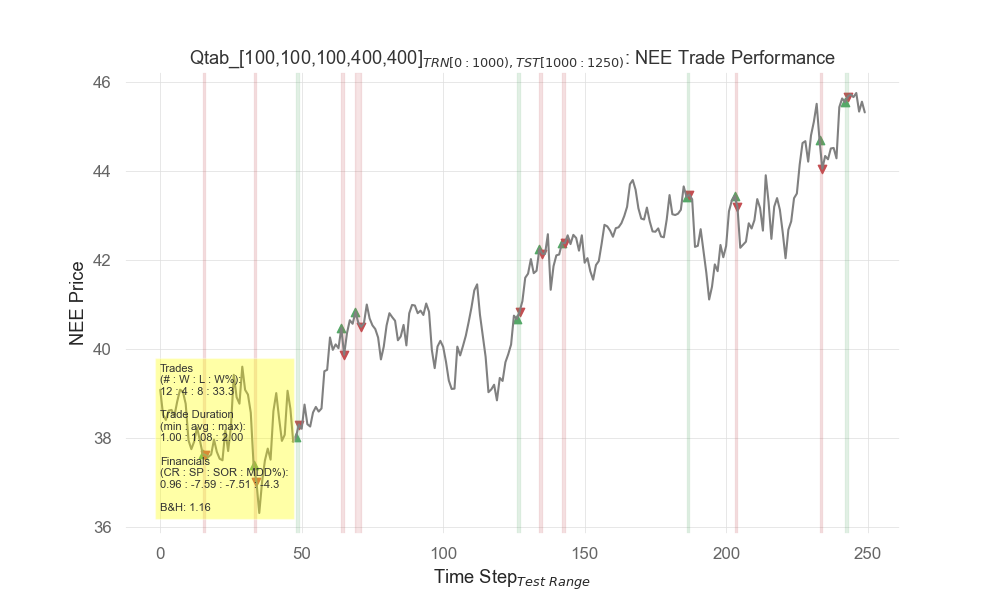 Qtab_[100,100,100,400,400]TRN[0 : 1000), TST[1000 : 1250): NEE Trade Performance
46
44
42
40
38
36
NEE Price
Trades
(# : W : L : W%):
12 : 4 : 8 : 33.3
Trade Duration
(min : avg : max):
1.00 : 1.08 : 2.00
Financials
(CR : SP : SOR : MDD%):
0.96 : -7.59 : -7.51 : -4.3
B&H: 1.16
0 50 100 150 200 250
Time StepTest Range